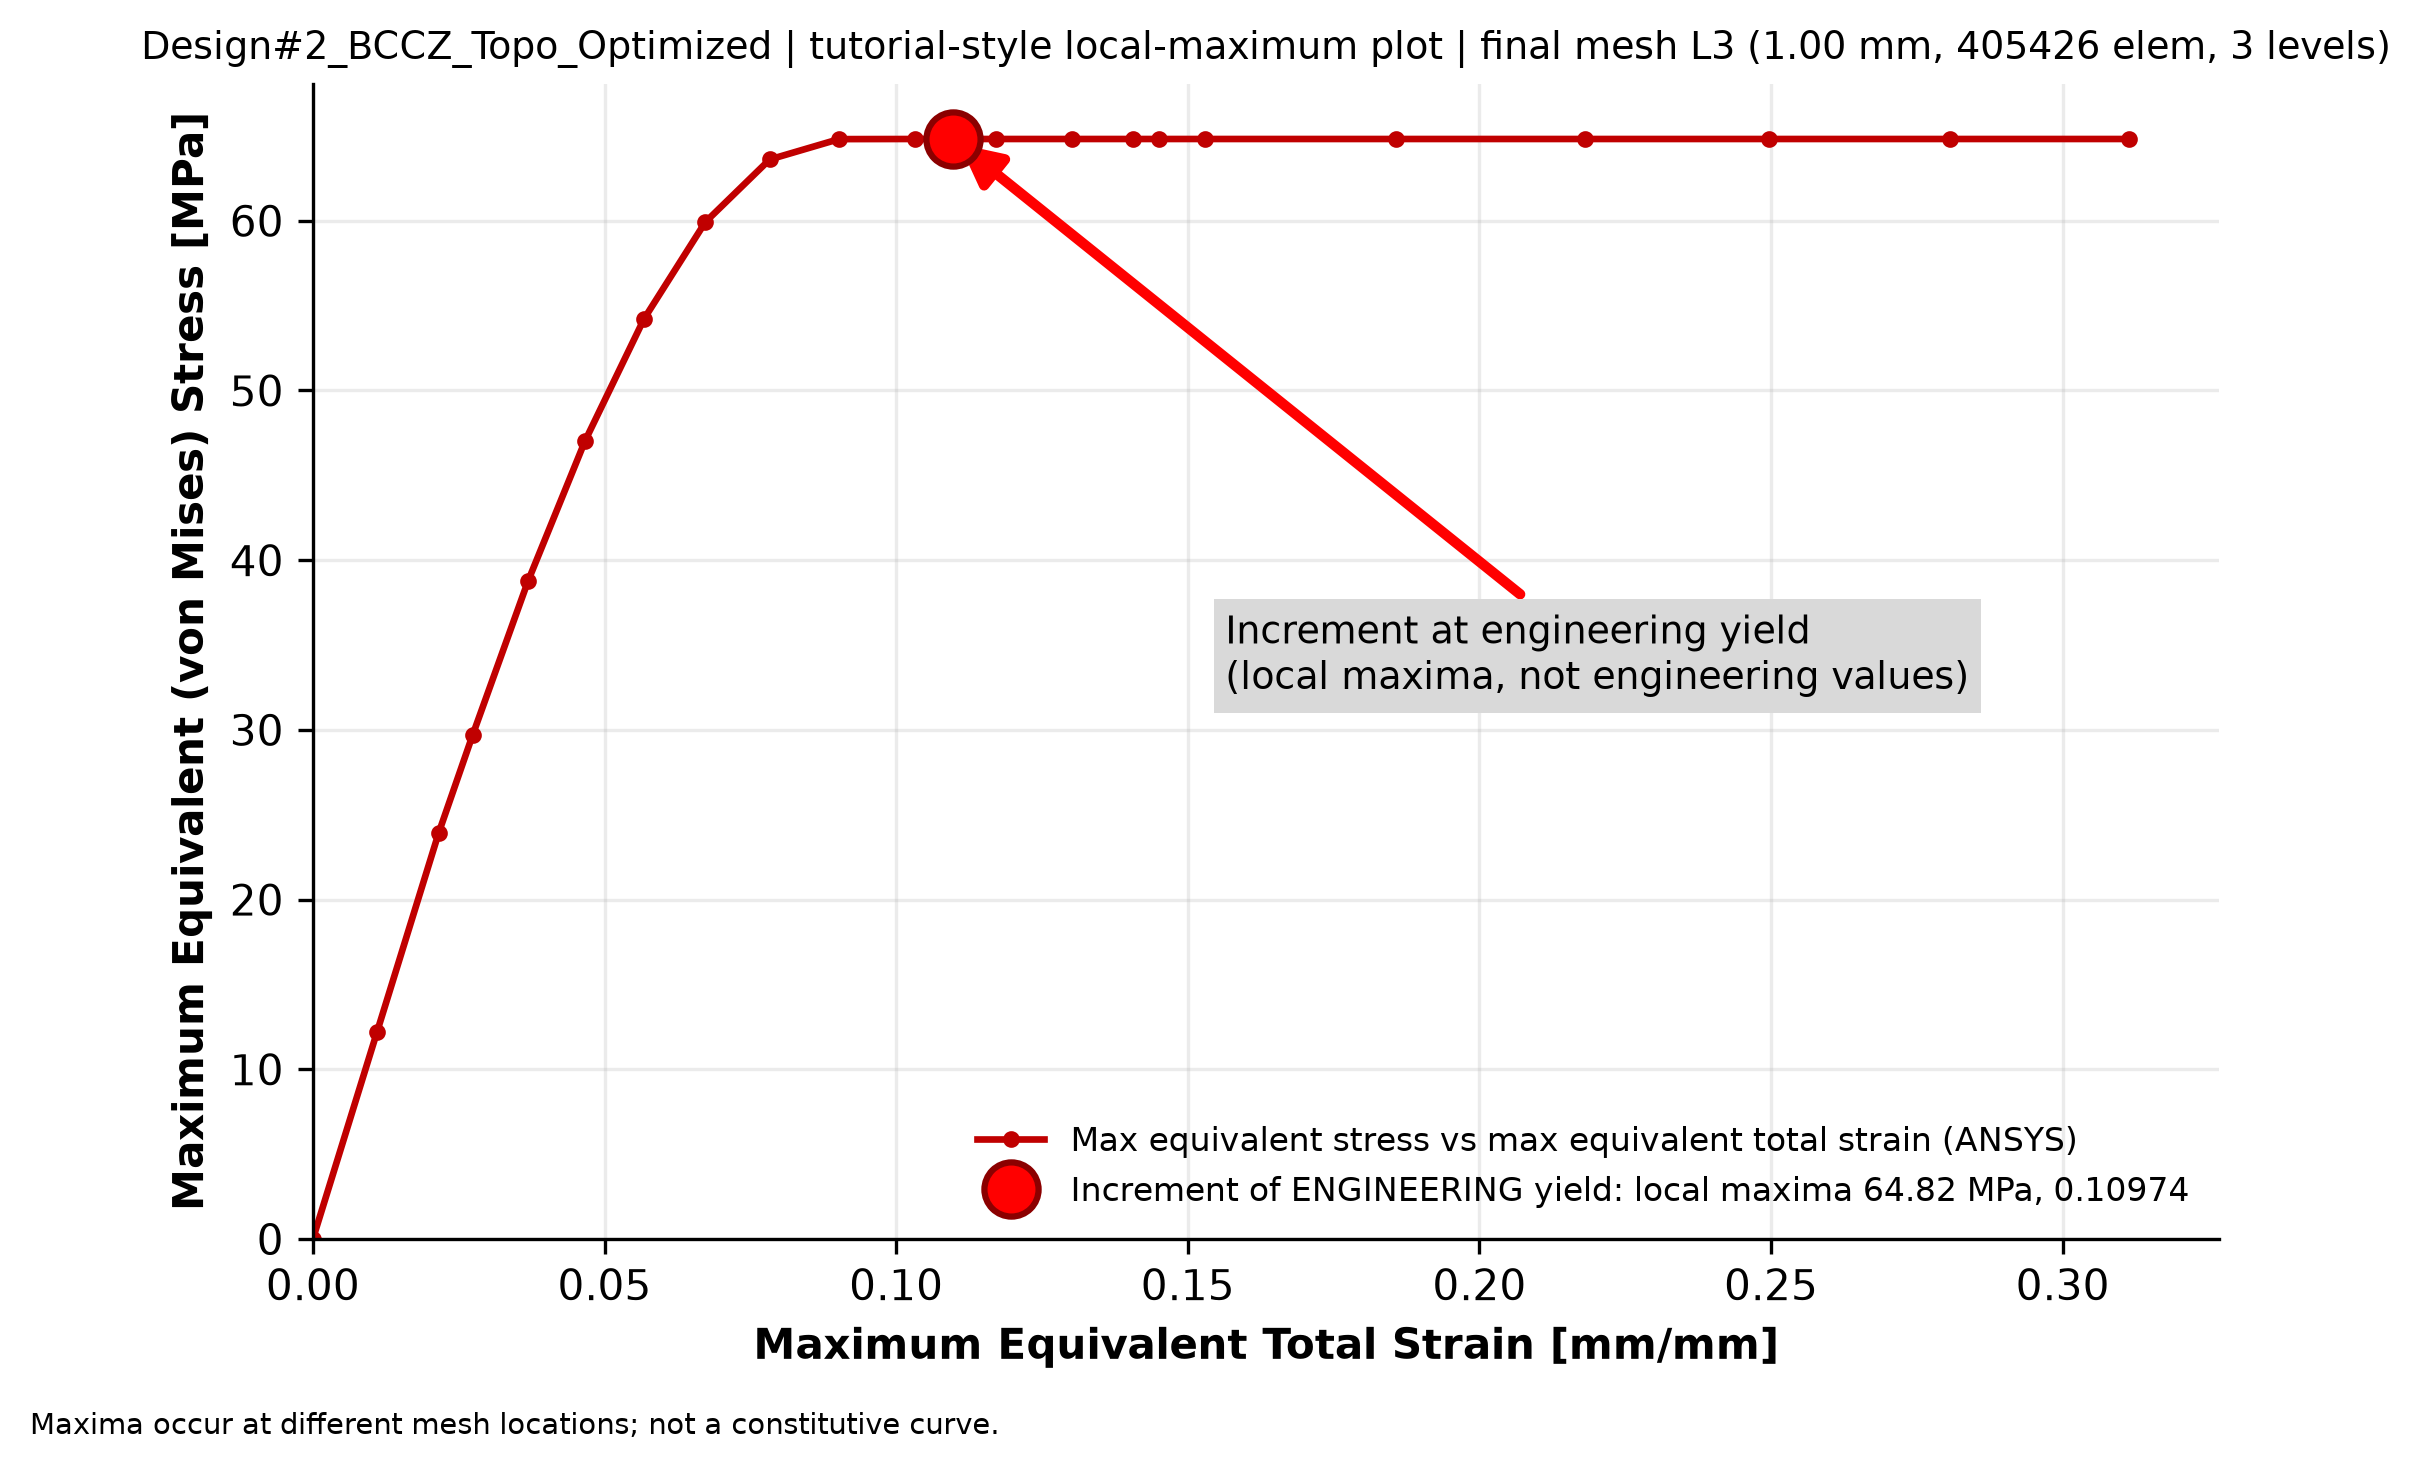 Design#2_BCCZ_Topo_Optimized | tutorial-style local-maximum plot | final mesh L3 (1.00 mm, 405426 elem, 3 levels)
Maximum Equivalent (von Mises) Stress [MPa]
60
50
40
30
20
10
0
Increment at engineering yield
(local maxima, not engineering values)
Max equivalent stress vs max equivalent total strain (ANSYS)
Increment of ENGINEERING yield: local maxima 64.82 MPa, 0.10974
0.00 0.05 0.10 0.15 0.20 0.25 0.30
Maximum Equivalent Total Strain [mm/mm]
Maxima occur at different mesh locations; not a constitutive curve.